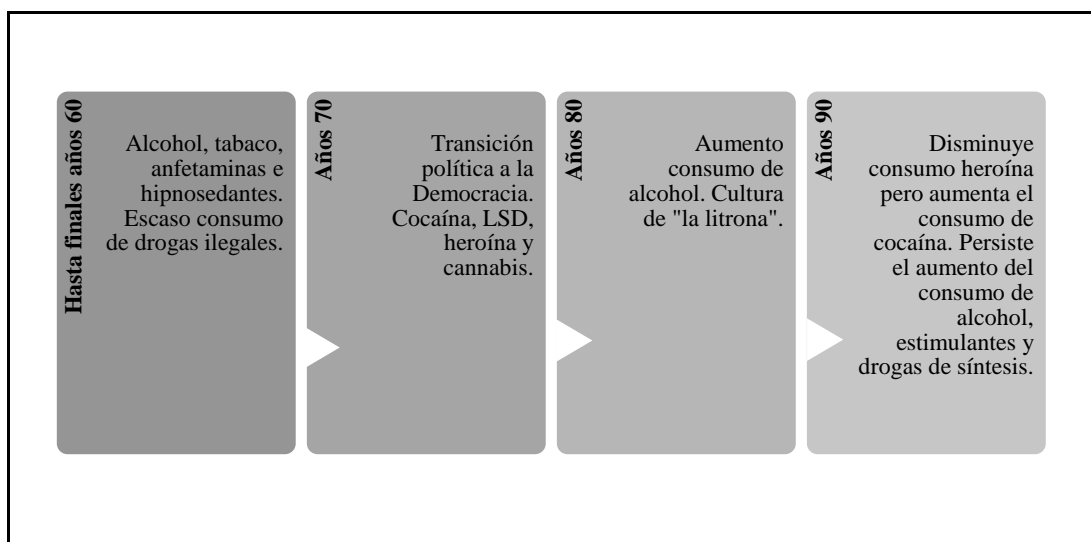 Hasta finales años 60
Alcohol, tabaco,
anfetaminas e
hipnosedantes.
Escaso consumo
de drogas ilegales.
Años 70
Transición
política a la
Democracia.
Cocaína, LSD,
heroína y
cannabis.
Años 80
Aumento
consumo de
alcohol. Cultura
de "la litrona".
Años 90
Disminuye
consumo heroína
pero aumenta el
consumo de
cocaína. Persiste
el aumento del
consumo de
alcohol,
estimulantes y
drogas de síntesis.